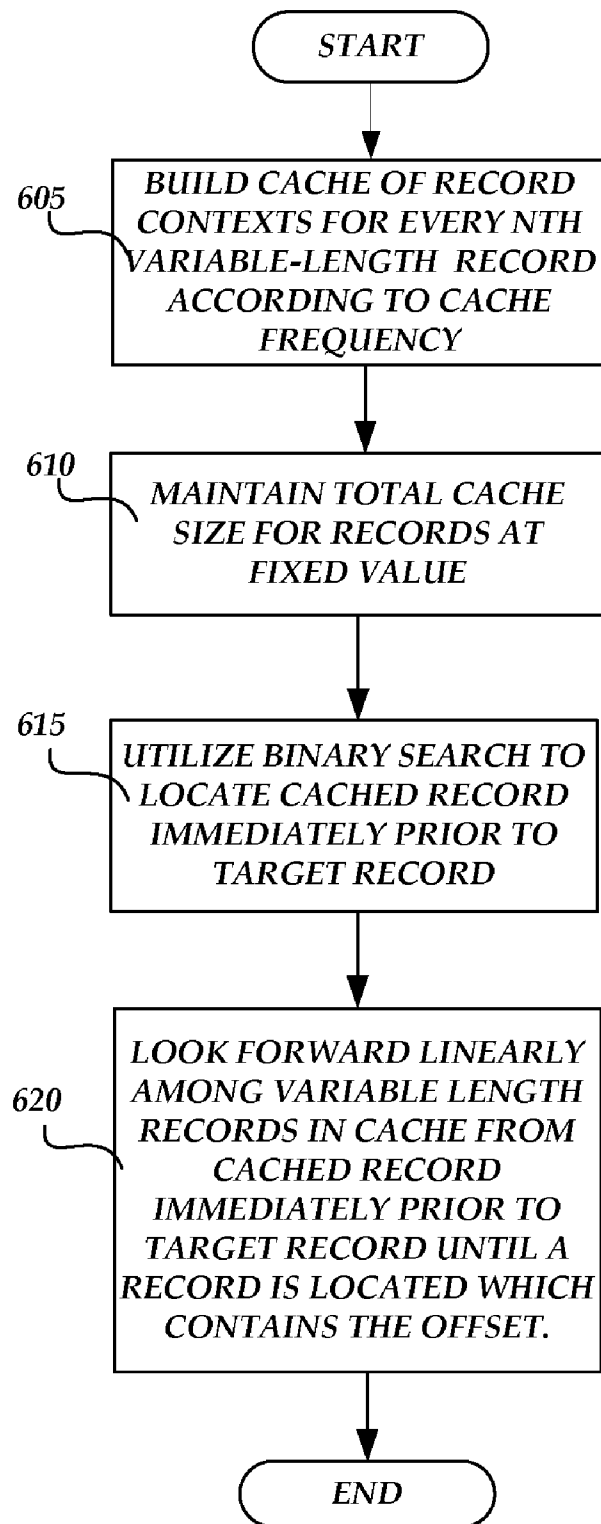 START
605
BUILD CACHE OF RECORD
CONTEXTS FOR EVERY NTH
VARIABLE-LENGTH RECORD
ACCORDING TO CACHE
FREQUENCY
610
MAINTAIN TOTAL CACHE
SIZE FOR RECORDS AT
FIXED VALUE
615
UTILIZE BINARY SEARCH TO
LOCATE CACHED RECORD
IMMEDIATELY PRIOR TO
TARGET RECORD
620
LOOK FORWARD LINEARLY
AMONG VARIABLE LENGTH
RECORDS IN CACHE FROM
CACHED RECORD
IMMEDIATELY PRIOR TO
TARGET RECORD UNTIL A
RECORD IS LOCATED WHICH
CONTAINS THE OFFSET.
END